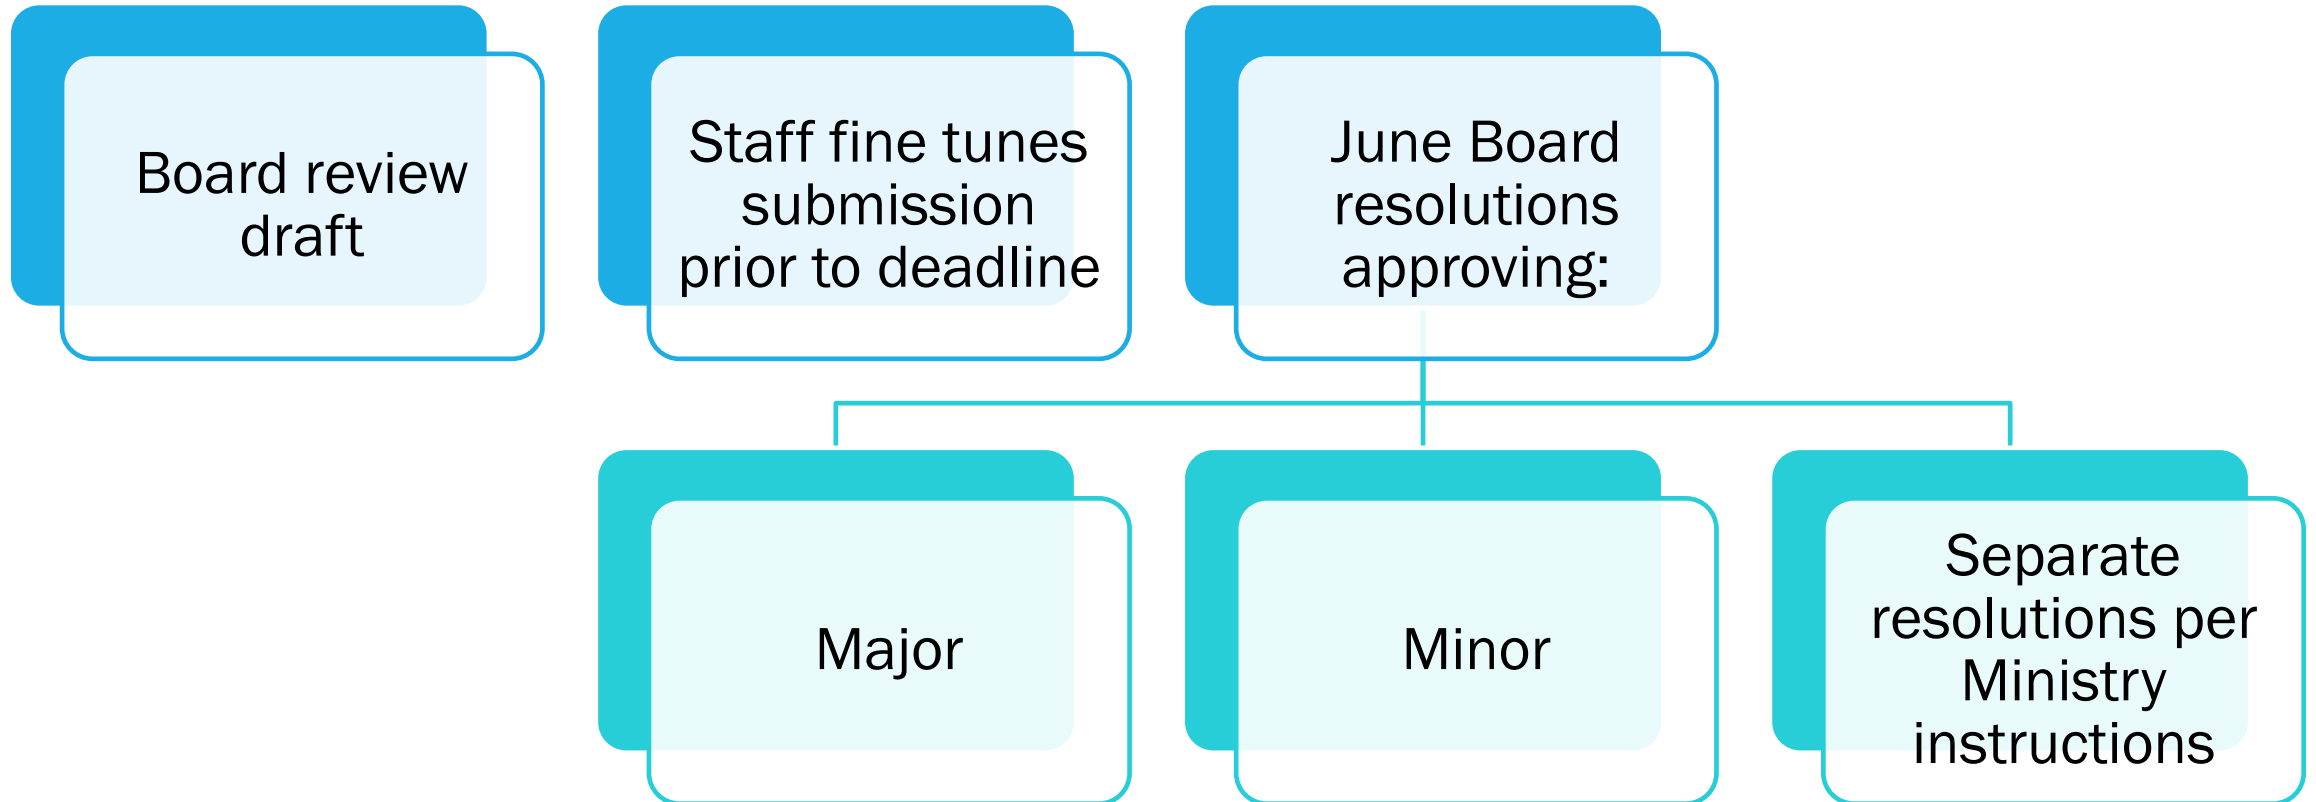 Board review
draft
Staff fine tunes
submission
prior to deadline
June Board
resolutions
approving:
Major
Minor
Separate
resolutions per
Ministry
instructions